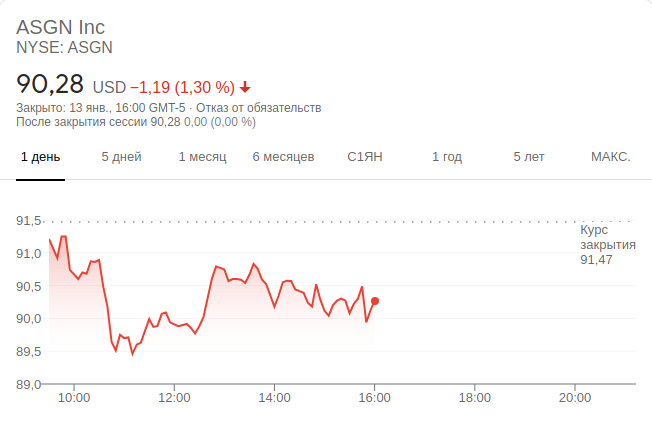 ASGN Inc
NYSE: ASGN
90,28 USD −1,19 (1,30 %)
Закрыто: 13 янв., 16:00 GMT-5 · Отказ от обязательств
После закрытия сессии 90,28 0,00 (0,00 %)
1 день 5 дней 1 месяц 6 месяцев С1ЯН 1 год 5 лет МАКС.
91,5
Курс
закрытия
91,47
91,0
90,5
90,0
89,5
89,0
10:00 12:00 14:00 16:00 18:00 20:00